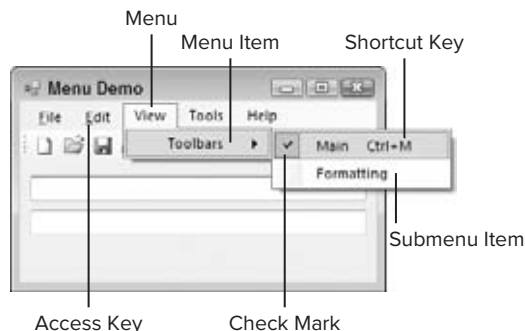 Menu
Menu Item
Shortcut Key
Menu Demo
File Edit View Tools Help
Toolbars
Main Ctrl+M
Formatting
Submenu Item
Access Key
Check Mark